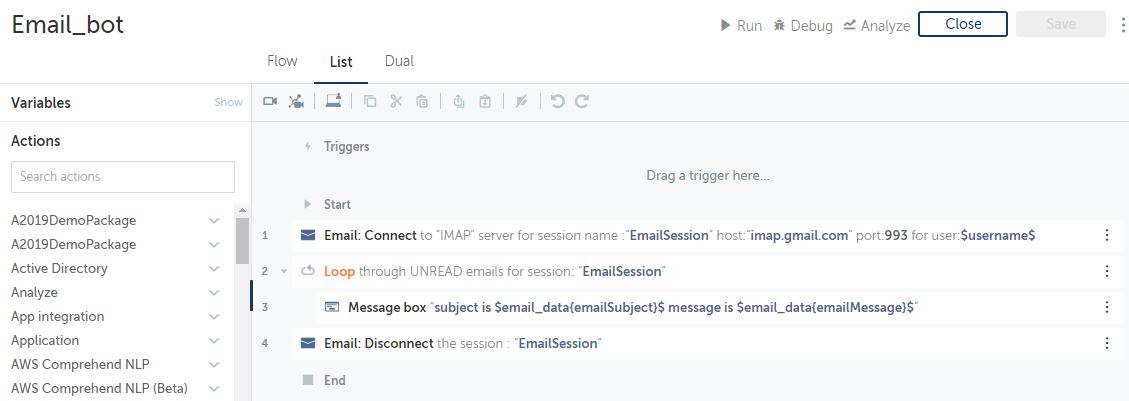 Email_bot
Run Debug Analyze Close Save
Flow List Dual
Variables Show
Actions
Search actions
A2019DemoPackage
A2019DemoPackage
Active Directory
Analyze
App integration
Application
AWS Comprehend NLP
AWS Comprehend NLP (Beta)
Triggers
Drag a trigger here...
Start
1 Email: Connect to "IMAP" server for session name :"EmailSession" host:"imap.gmail.com" port:993 for user:$username$
2 Loop through UNREAD emails for session: "EmailSession"
3 Message box "subject is $email_data{emailSubject}$ message is $email_data{emailMessage}$"
4 Email: Disconnect the session : "EmailSession"
End